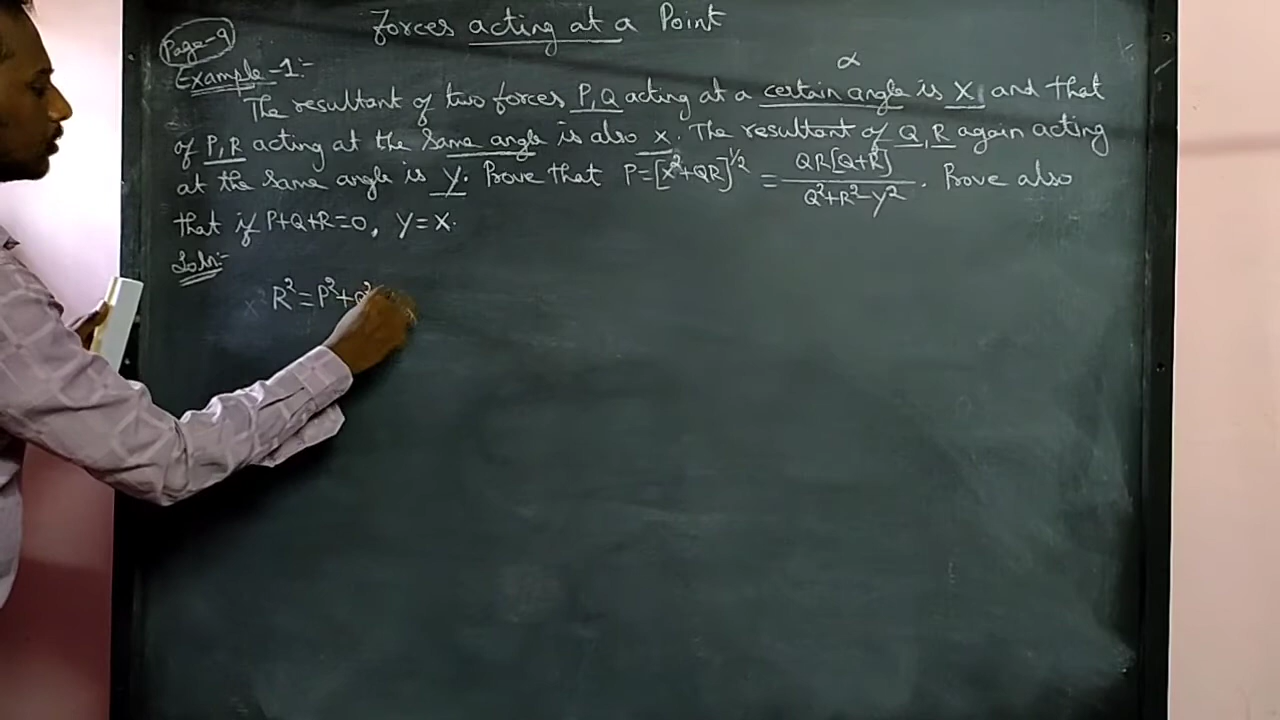 Forces acting at a Point
Page-9
Example-1:-
α
The resultant of two forces P, Q acting at a certain angle is X, and that
of P, R acting at the same angle is also X. The resultant of Q, R again acting
at the same angle is Y. Prove that P=[X²+QR]^1/2 = QR[Q+R] / Q²+R²-Y². Prove also
that if P+Q+R=0, Y=X.
Soln:-
R²=P²+Q²